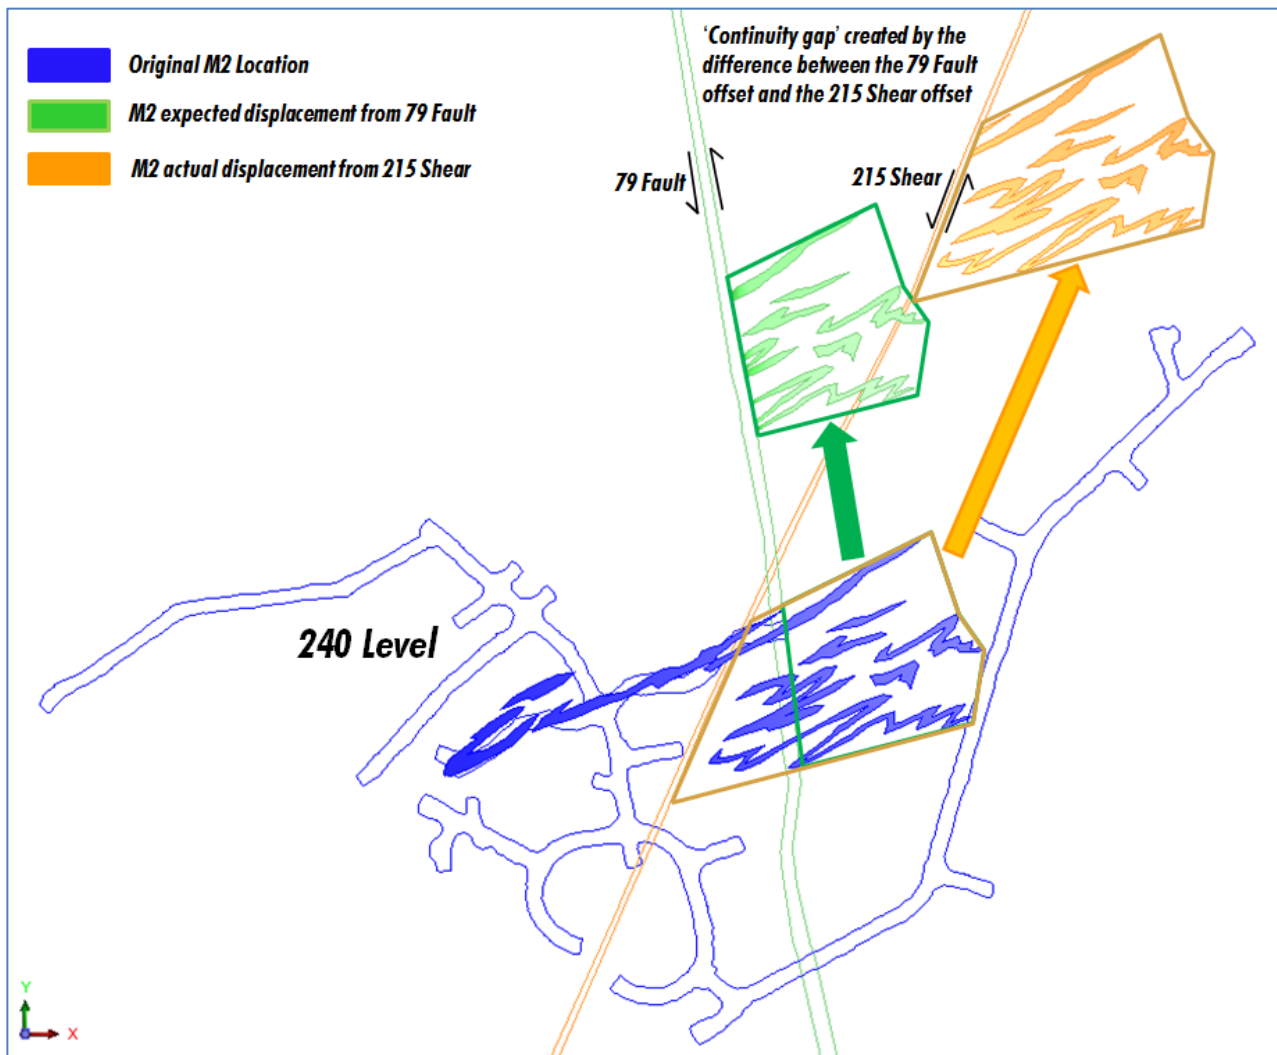 Original M2 Location
M2 expected displacement from 79 Fault
M2 actual displacement from 215 Shear
'Continuity gap' created by the
difference between the 79 Fault
offset and the 215 Shear offset
79 Fault
215 Shear
240 Level
Y
X